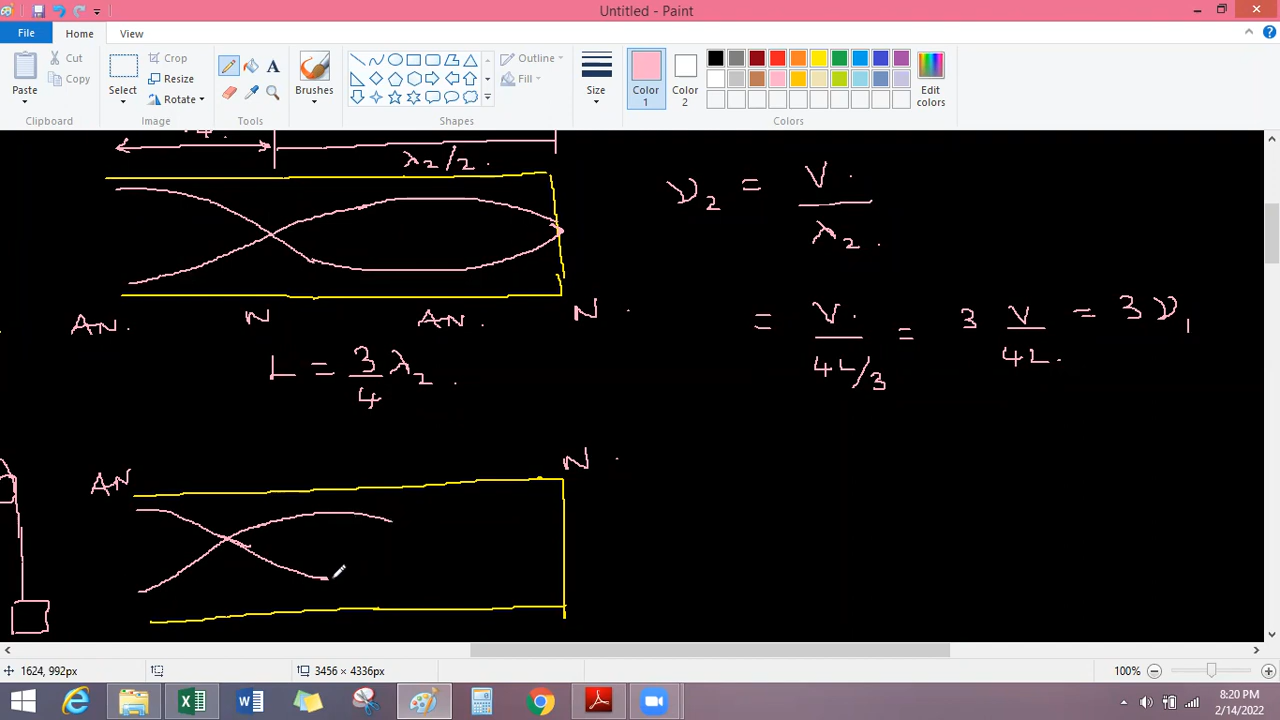 Untitled - Paint
File
Home
View
Paste
Cut
Copy
Clipboard
Select
Crop
Resize
Rotate
Image
Tools
Brushes
Shapes
Outline
Fill
Size
Color 1
Color 2
Edit colors
Colors
λ₂/2.
AN. N AN. N.
L = 3/4 λ₂.
ν₂ = V./λ₂.
= V./4L/3 = 3 V/4L. = 3ν₁
AN N.
1624, 992px
3456 × 4336px
100%
8:20 PM
2/14/2022